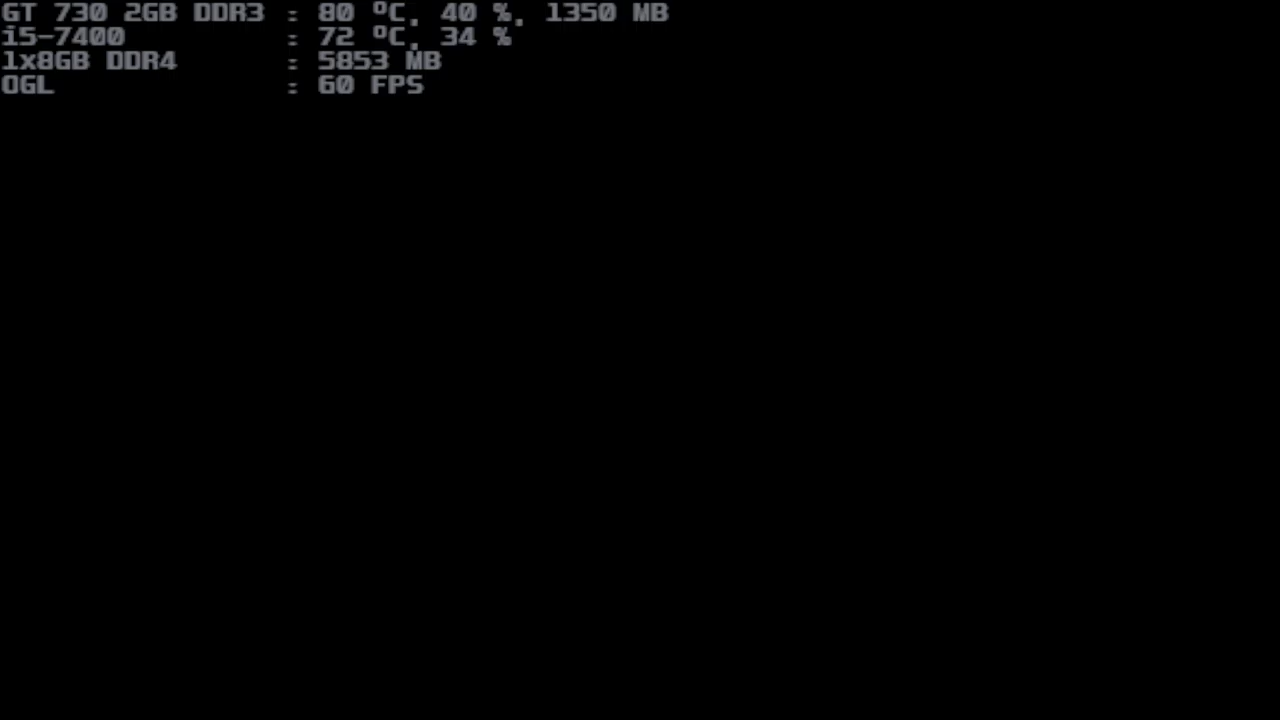 GT 730 2GB DDR3 : 80 ºC, 40 %, 1350 MB
i5-7400 : 72 ºC, 34 %
1x8GB DDR4 : 5853 MB
OGL : 60 FPS